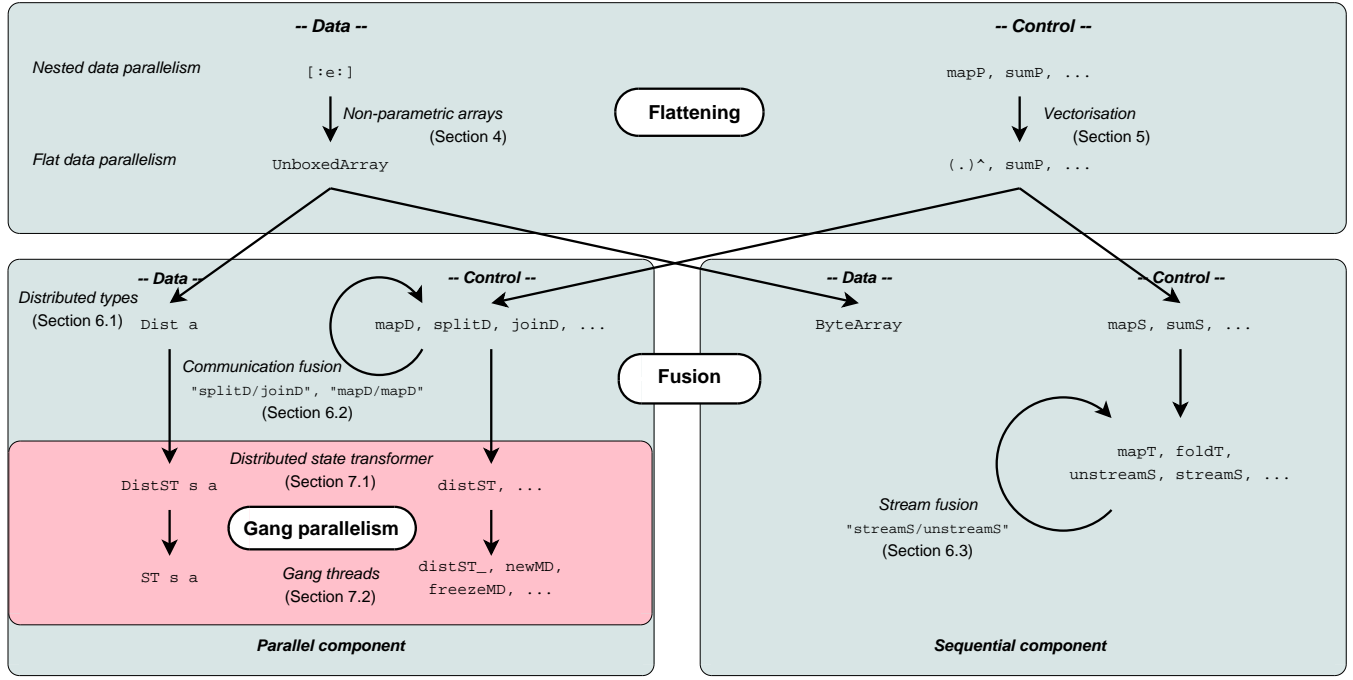 -- Data --
-- Control --
Nested data parallelism
[:e:]
mapP, sumP, ...
Flattening
Non-parametric arrays
(Section 4)
Vectorisation
(Section 5)
Flat data parallelism
UnboxedArray
(.)^, sumP, ...
-- Data --
-- Control --
Distributed types
(Section 6.1)
Dist a
mapD, splitD, joinD, ...
Communication fusion
"splitD/joinD", "mapD/mapD"
(Section 6.2)
Fusion
-- Data --
-- Control --
ByteArray
mapS, sumS, ...
mapT, foldT,
unstreamS, streamS, ...
Stream fusion
"streamS/unstreamS"
(Section 6.3)
Distributed state transformer
(Section 7.1)
DistST s a
distST, ...
Gang parallelism
ST s a
Gang threads
(Section 7.2)
distST_, newMD,
freezeMD, ...
Parallel component
Sequential component